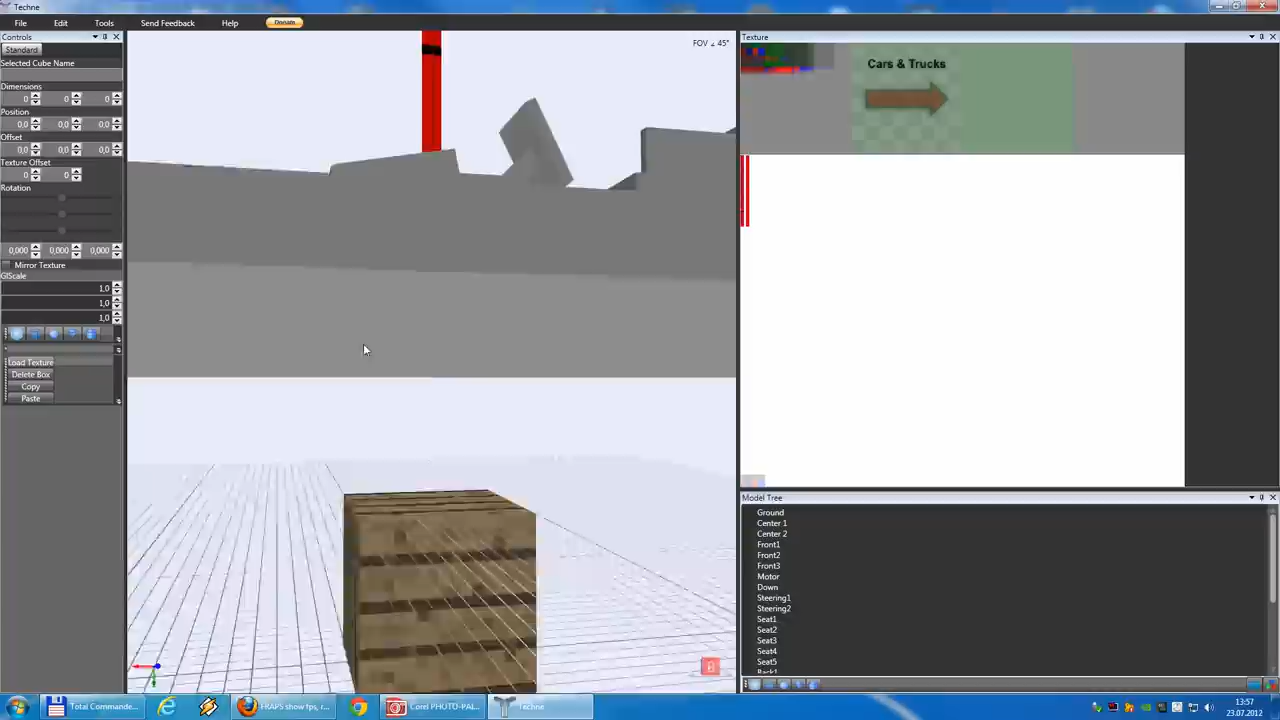 Techne
File Edit Tools Send Feedback Help Donate
Controls
Standard
Selected Cube Name
Dimensions
0 0 0
Position
0,0 0,0 0,0
Offset
0,0 0,0 0,0
Texture Offset
0 0
Rotation
0,000 0,000 0,000
Mirror Texture
GlScale
1,0
1,0
1,0
Load Texture
Delete Box
Copy
Paste
FOV ∠ 45°
Texture
Cars & Trucks
Model Tree
Ground
Center 1
Center 2
Front1
Front2
Front3
Motor
Down
Steering1
Steering2
Seat1
Seat2
Seat3
Seat4
Seat5
Back1
Total Commande... FRAPS show fps, r... Corel PHOTO-PAI... Techne
13:57
23.07.2012